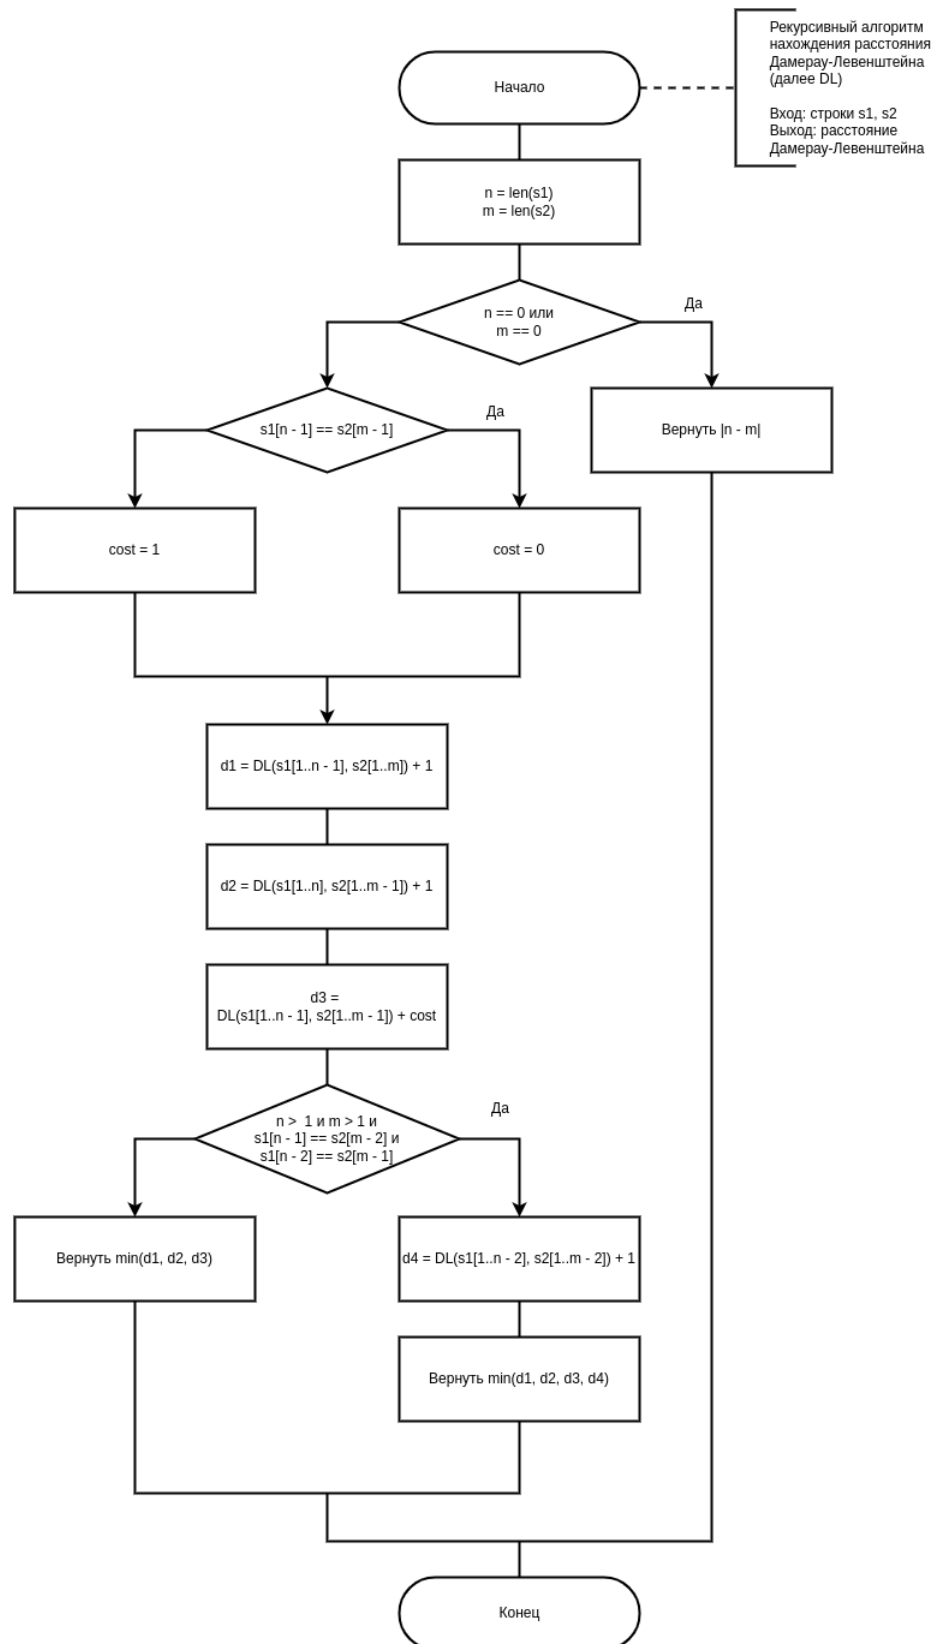 Рекурсивный алгоритм
нахождения расстояния
Дамерау-Левенштейна
(далее DL)
Вход: строки s1, s2
Выход: расстояние
Дамерау-Левенштейна
Начало
n = len(s1)
m = len(s2)
Да
n == 0 или
m == 0
Да
s1[n - 1] == s2[m - 1]
Вернуть |n - m|
cost = 1
cost = 0
d1 = DL(s1[1..n - 1], s2[1..m]) + 1
d2 = DL(s1[1..n], s2[1..m - 1]) + 1
d3 =
DL(s1[1..n - 1], s2[1..m - 1]) + cost
Да
n >  1 и m > 1 и
s1[n - 1] == s2[m - 2] и
s1[n - 2] == s2[m - 1]
Вернуть min(d1, d2, d3)
d4 = DL(s1[1..n - 2], s2[1..m - 2]) + 1
Вернуть min(d1, d2, d3, d4)
Конец